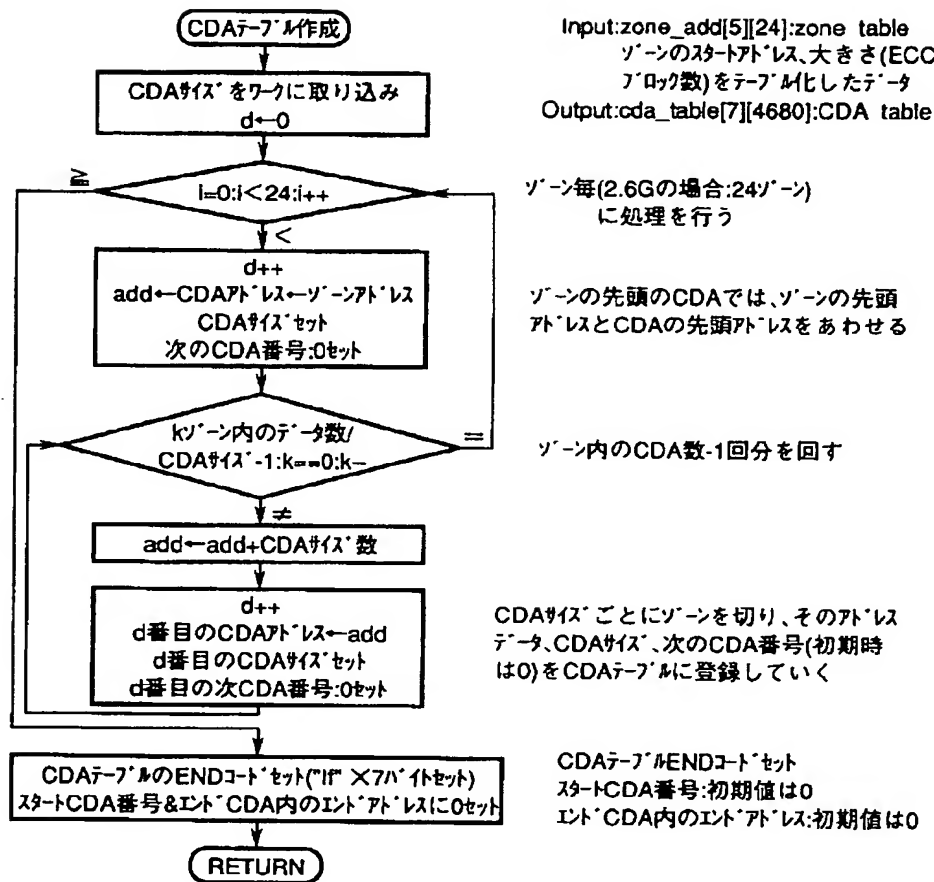 CDAテーブル作成
Input:zone_add[5][24]:zone table
ゾーンのスタートアドレス、大きさ(ECC
ブロック数)をテーブル化したデータ
Output:cda_table[7][4680]:CDA table
CDAサイズをワークに取り込み
d←0
≧
i=0:i<24:i++
<
ゾーン毎(2.6Gの場合:24ゾーン)
に処理を行う
d++
add←CDAアドレス←ゾーンアドレス
CDAサイズセット
次のCDA番号:0セット
ゾーンの先頭のCDAでは、ゾーンの先頭
アドレスとCDAの先頭アドレスをあわせる
kゾーン内のデータ数/
CDAサイズ-1:k==0:k--
=
≠
ゾーン内のCDA数-1回分を回す
add←add+CDAサイズ数
d++
d番目のCDAアドレス←add
d番目のCDAサイズセット
d番目の次CDA番号:0セット
CDAサイズごとにゾーンを切り、そのアドレス
データ、CDAサイズ、次のCDA番号(初期時
は0)をCDAテーブルに登録していく
CDAテーブルのENDコードセット("ff" ×7バイトセット)
スタートCDA番号&エンドCDA内のエンドアドレスに0セット
CDAテーブルENDコードセット
スタートCDA番号:初期値は0
エンドCDA内のエンドアドレス:初期値は0
RETURN